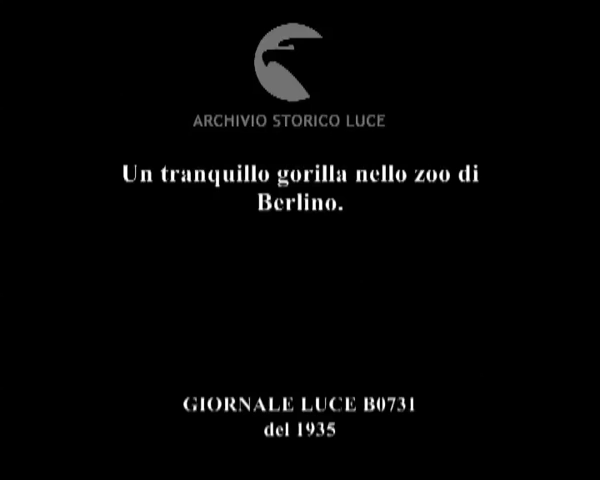 ARCHIVIO STORICO LUCE
Un tranquillo gorilla nello zoo di
Berlino.
GIORNALE LUCE B0731
del 1935